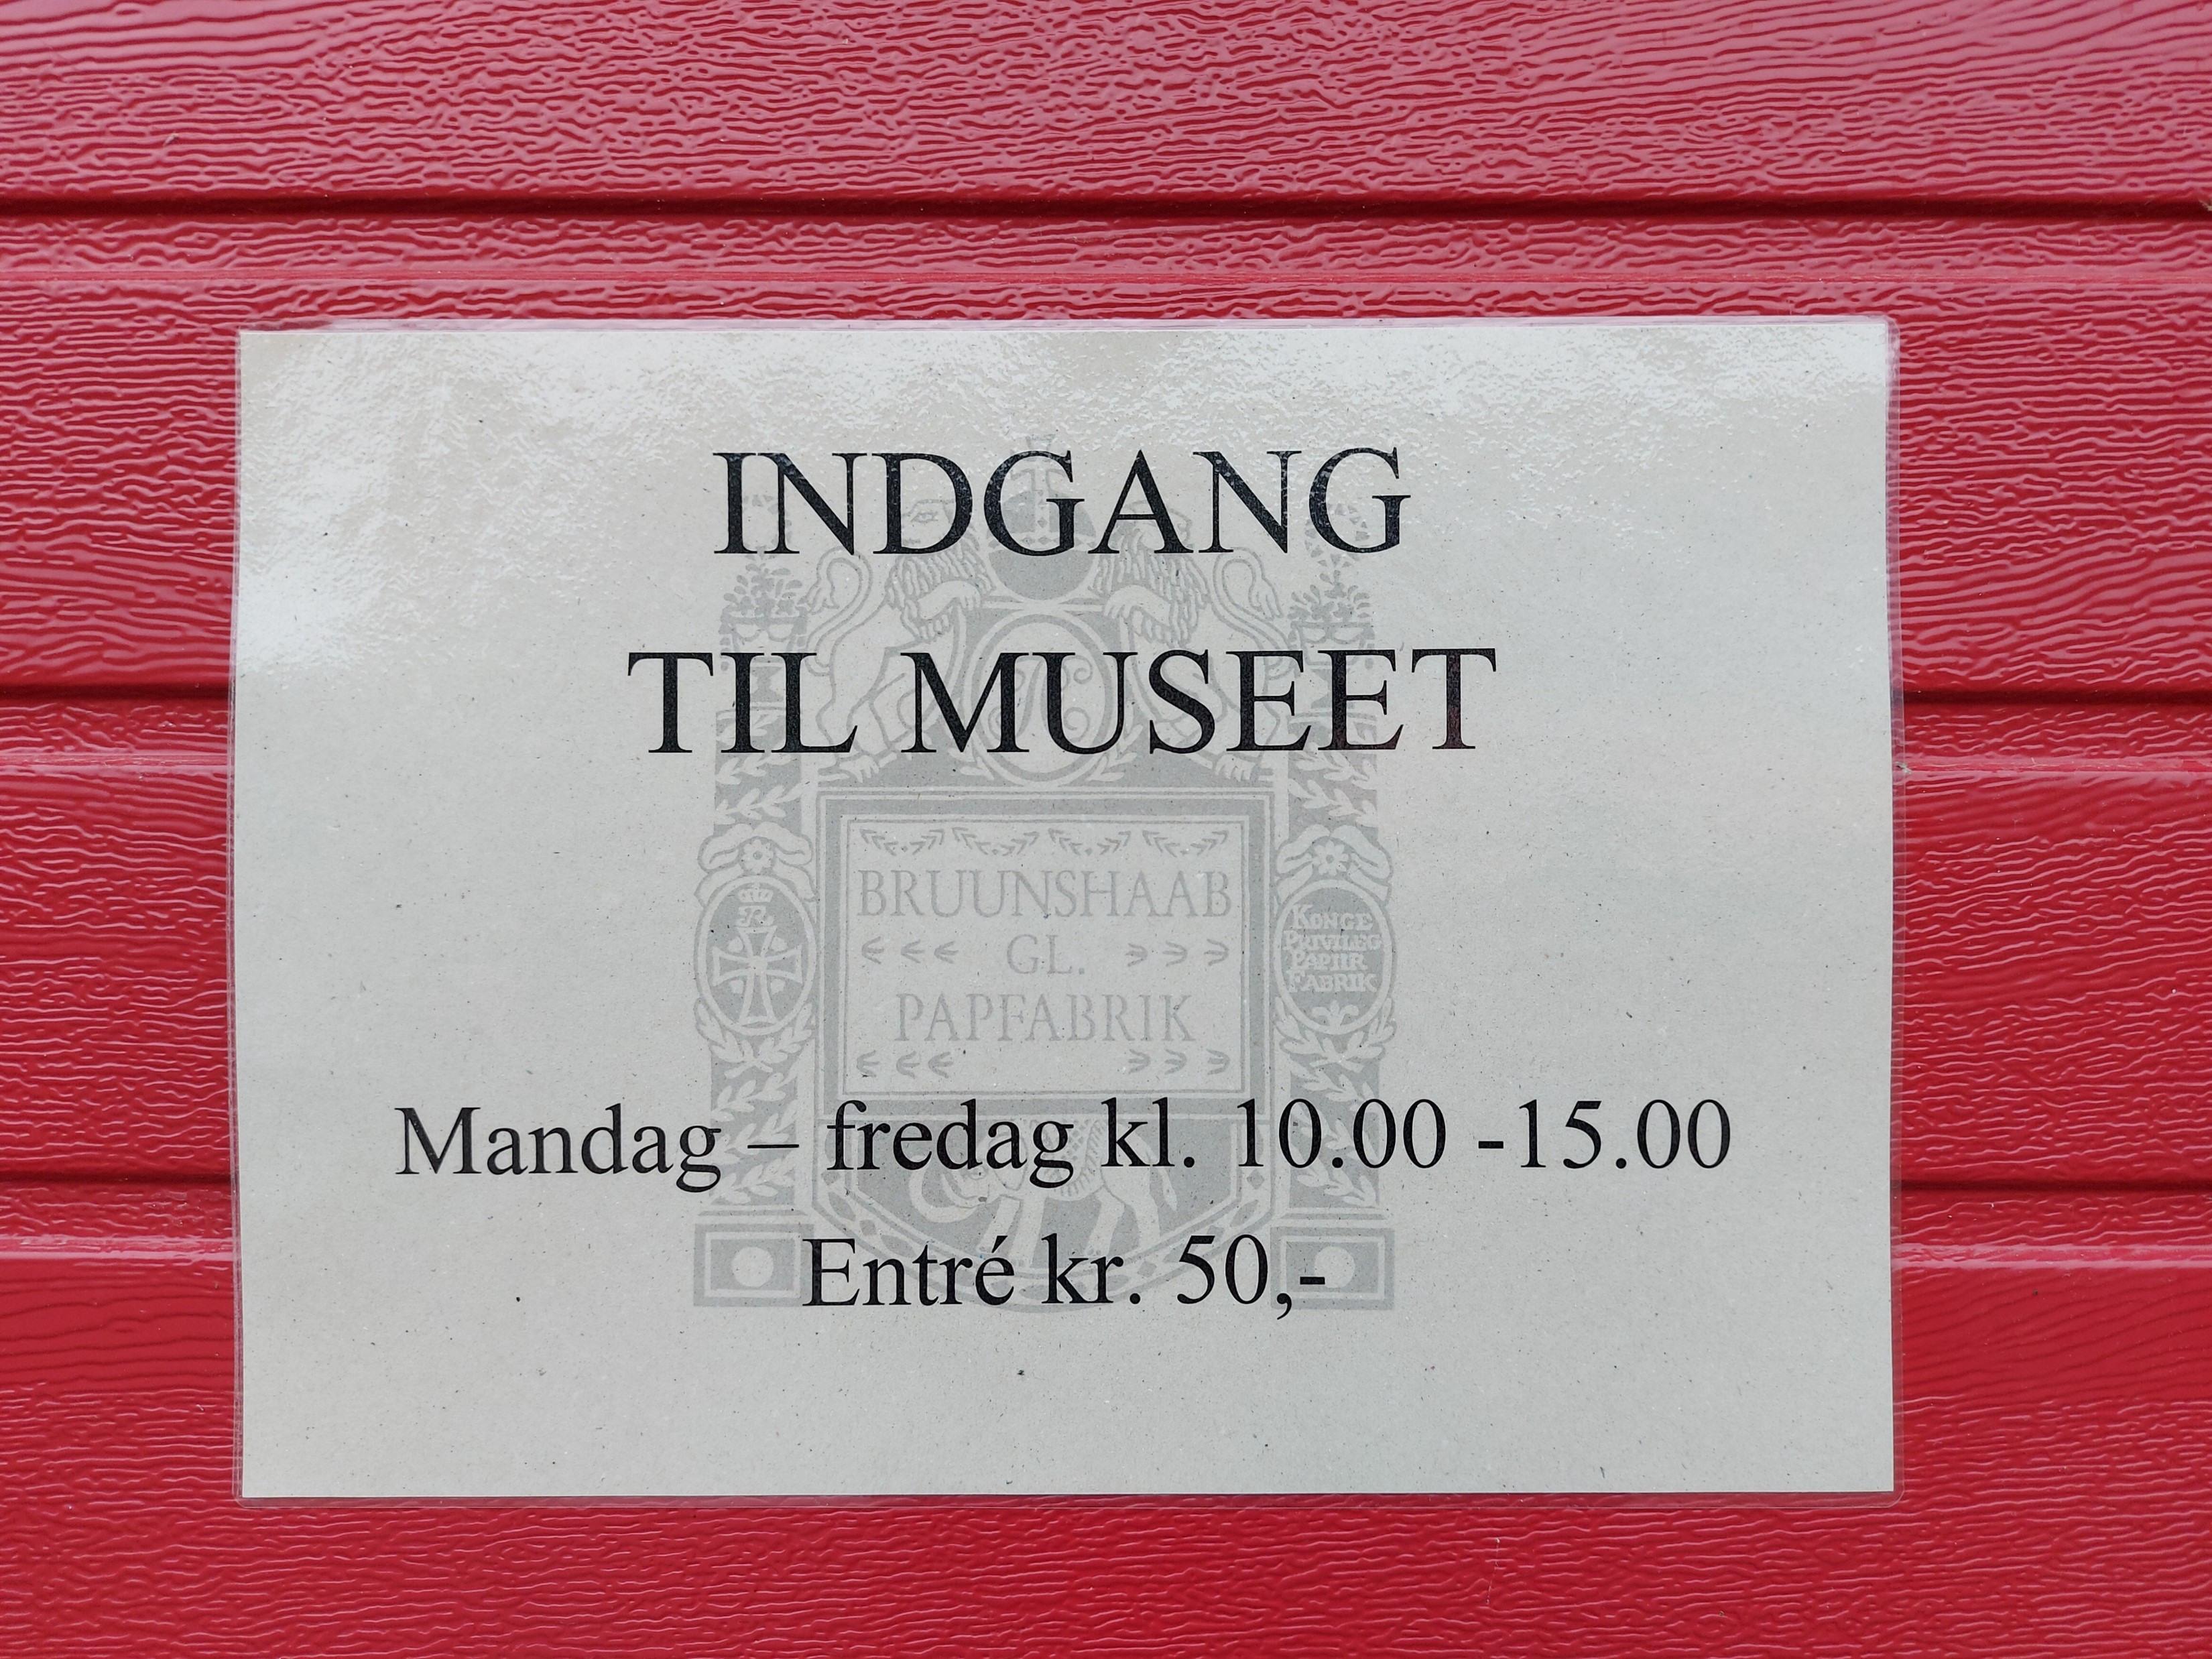 INDGANG
TIL MUSEET
BRUUNSHAAB
GL.
PAPFABRIK
KONGE
PRIVILEG
PAPIIR
FABRIK
Mandag – fredag kl. 10.00 -15.00
Entré kr. 50,-